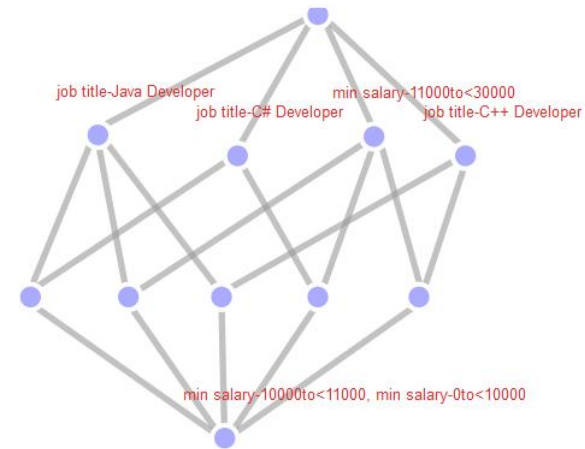 job title-Java Developer
min salary-11000to<30000
job title-C# Developer
job title-C++ Developer
min salary-10000to<11000, min salary-0to<10000